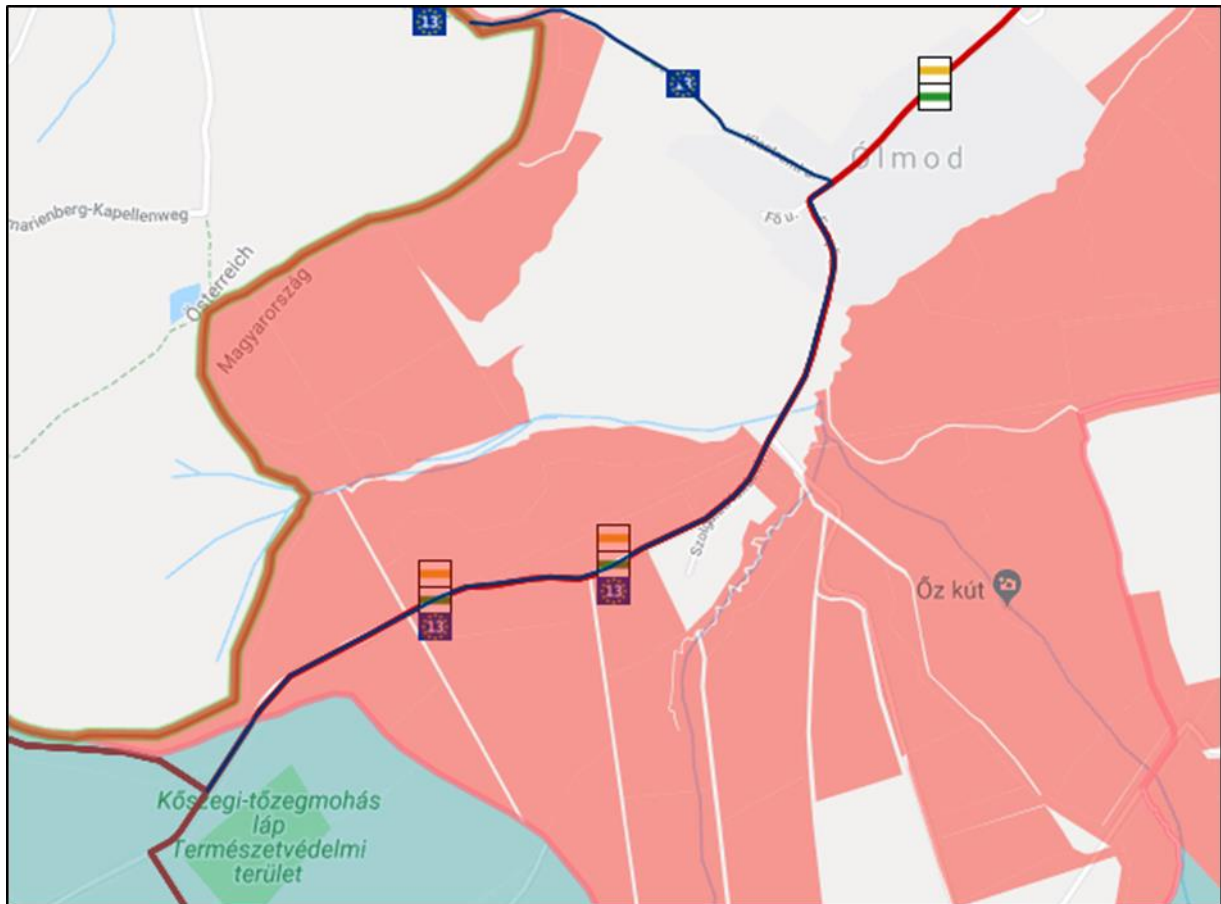 13
13
Ólmod
marienberg-Kapellenweg
Fő u.
Österreich
Magyarország
13
13
Őz kút
Kőszegi-tőzegmohás
láp
Természetvédelmi
terület